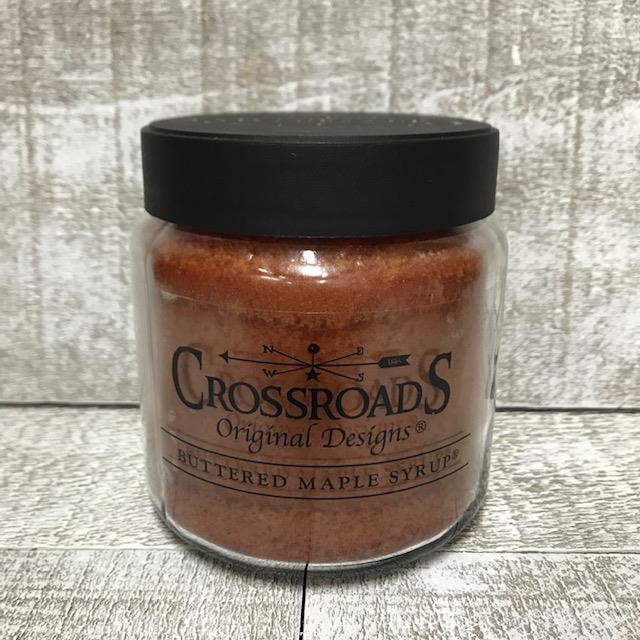 N E
W S
CROSSROADS
Original Designs®
BUTTERED MAPLE SYRUP®